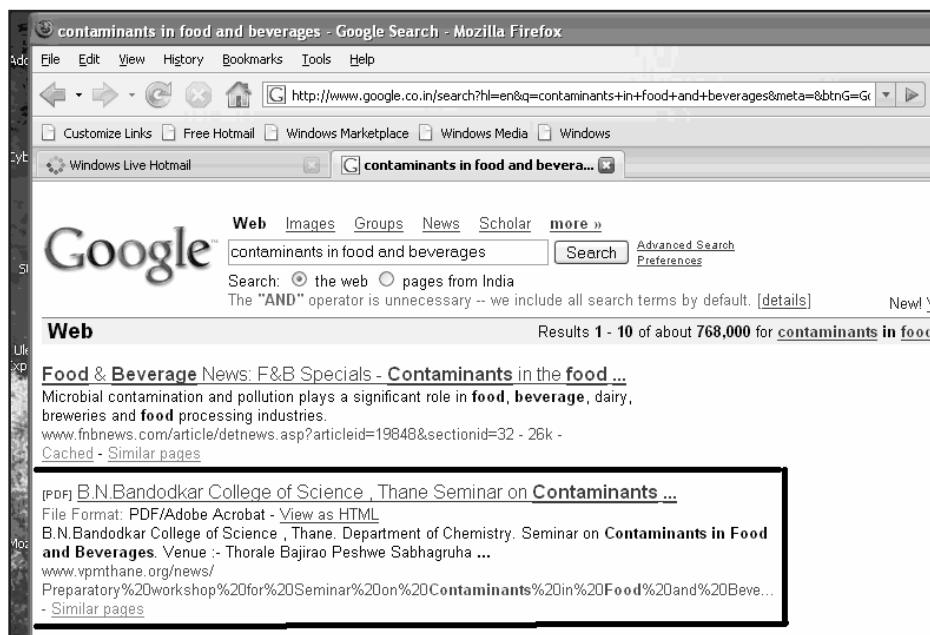 contaminants in food and beverages - Google Search - Mozilla Firefox
File Edit View History Bookmarks Tools Help
http://www.google.co.in/search?hl=en&q=contaminants+in+food+and+beverages&meta=&btnG=G
Customize Links Free Hotmail Windows Marketplace Windows Media Windows
Windows Live Hotmail contaminants in food and bevera...
Web Images Groups News Scholar more »
Google™
contaminants in food and beverages Search Advanced Search
Preferences
Search: the web pages from India
The "AND" operator is unnecessary -- we include all search terms by default. [details]
New!
Web Results 1 - 10 of about 768,000 for contaminants in food
Food & Beverage News: F&B Specials - Contaminants in the food ...
Microbial contamination and pollution plays a significant role in food, beverage, dairy,
breweries and food processing industries.
www.fnbnews.com/article/detnews.asp?articleid=19848&sectionid=32 - 26k -
Cached - Similar pages
[PDF] B.N.Bandodkar College of Science , Thane Seminar on Contaminants ...
File Format: PDF/Adobe Acrobat - View as HTML
B.N.Bandodkar College of Science , Thane. Department of Chemistry. Seminar on Contaminants in Food
and Beverages. Venue :- Thorale Bajirao Peshwe Sabhagruha ...
www.vpmthane.org/news/
Preparatory%20workshop%20for%20Seminar%20on%20Contaminants%20in%20Food%20and%20Beve...
- Similar pages